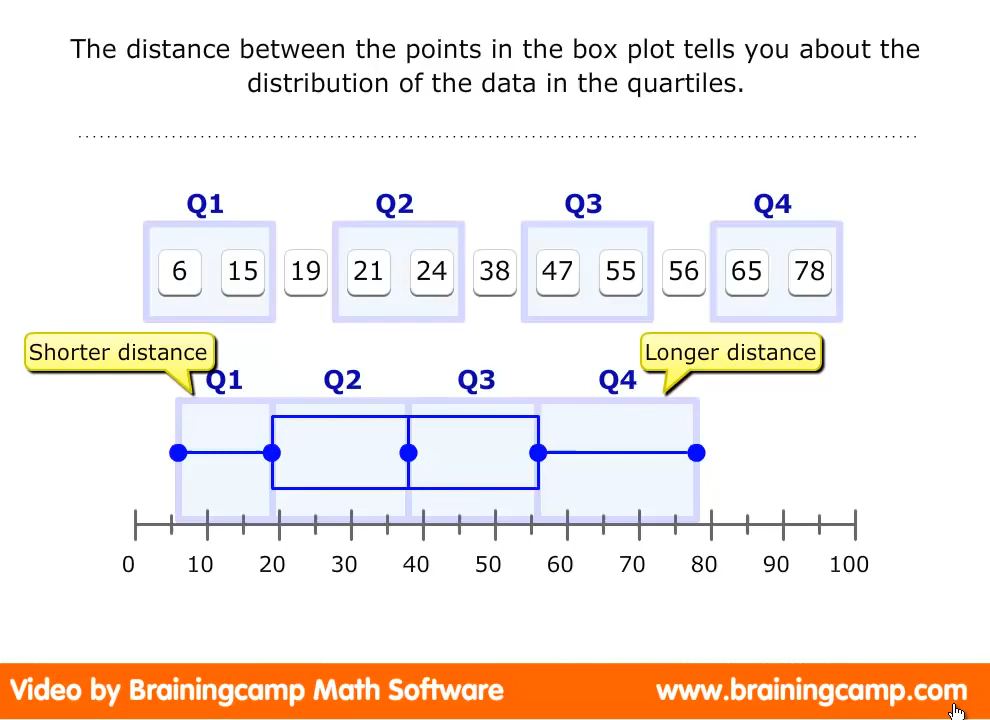 The distance between the points in the box plot tells you about the
distribution of the data in the quartiles.
Q1 Q2 Q3 Q4
6 15 19 21 24 38 47 55 56 65 78
Shorter distance Longer distance
Q1 Q2 Q3 Q4
0 10 20 30 40 50 60 70 80 90 100
Video by Brainingcamp Math Software www.brainingcamp.com